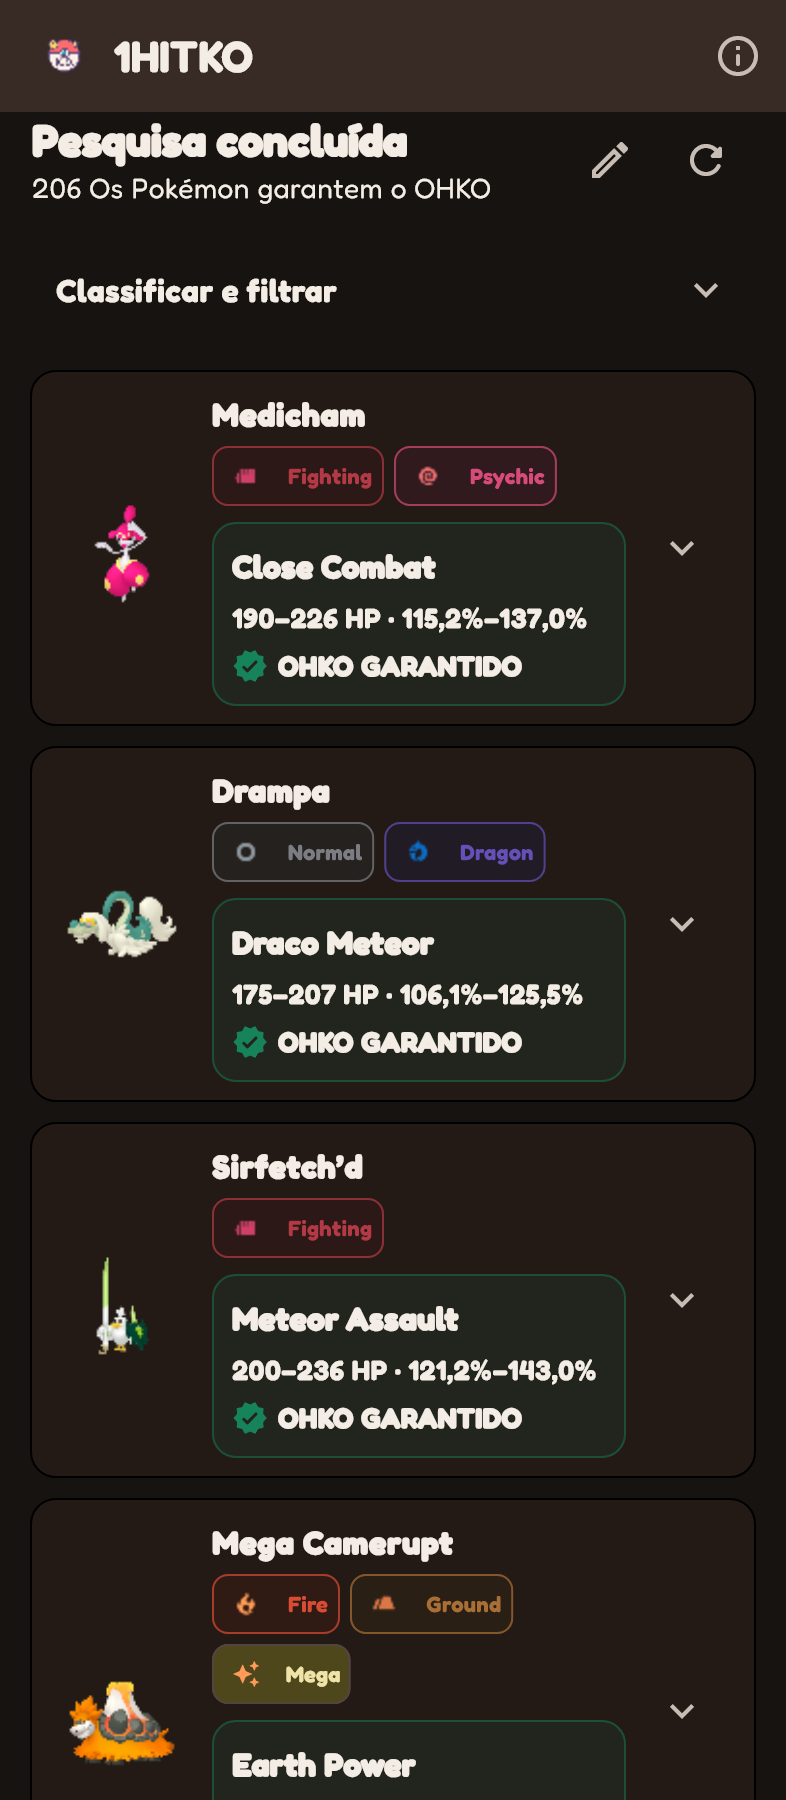 1HITKO
Pesquisa concluída
206 Os Pokémon garantem o OHKO
Classificar e filtrar
Medicham
Fighting Psychic
Close Combat
190–226 HP · 115,2%–137,0%
OHKO GARANTIDO
Drampa
Normal Dragon
Draco Meteor
175–207 HP · 106,1%–125,5%
OHKO GARANTIDO
Sirfetch’d
Fighting
Meteor Assault
200–236 HP · 121,2%–143,0%
OHKO GARANTIDO
Mega Camerupt
Fire Ground
Mega
Earth Power